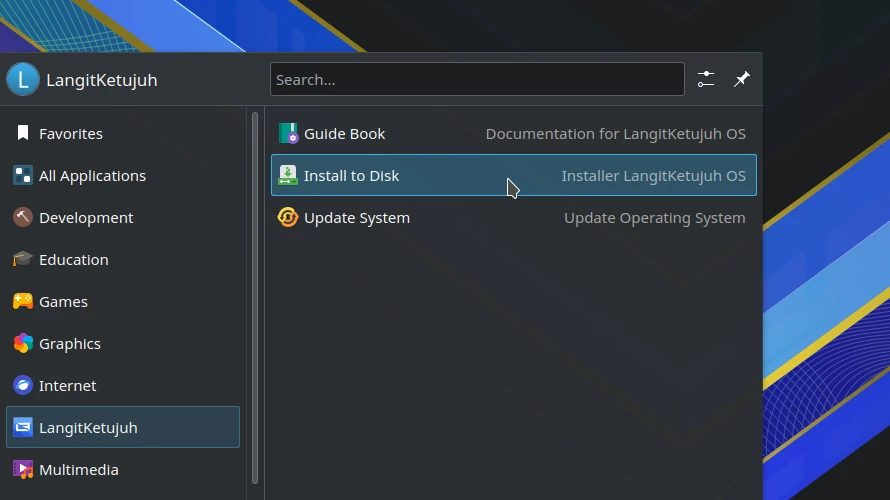 L LangitKetujuh
Search...
Favorites
All Applications
Development
Education
Games
Graphics
Internet
LangitKetujuh
Multimedia
Guide Book Documentation for LangitKetujuh OS
Install to Disk Installer LangitKetujuh OS
Update System Update Operating System